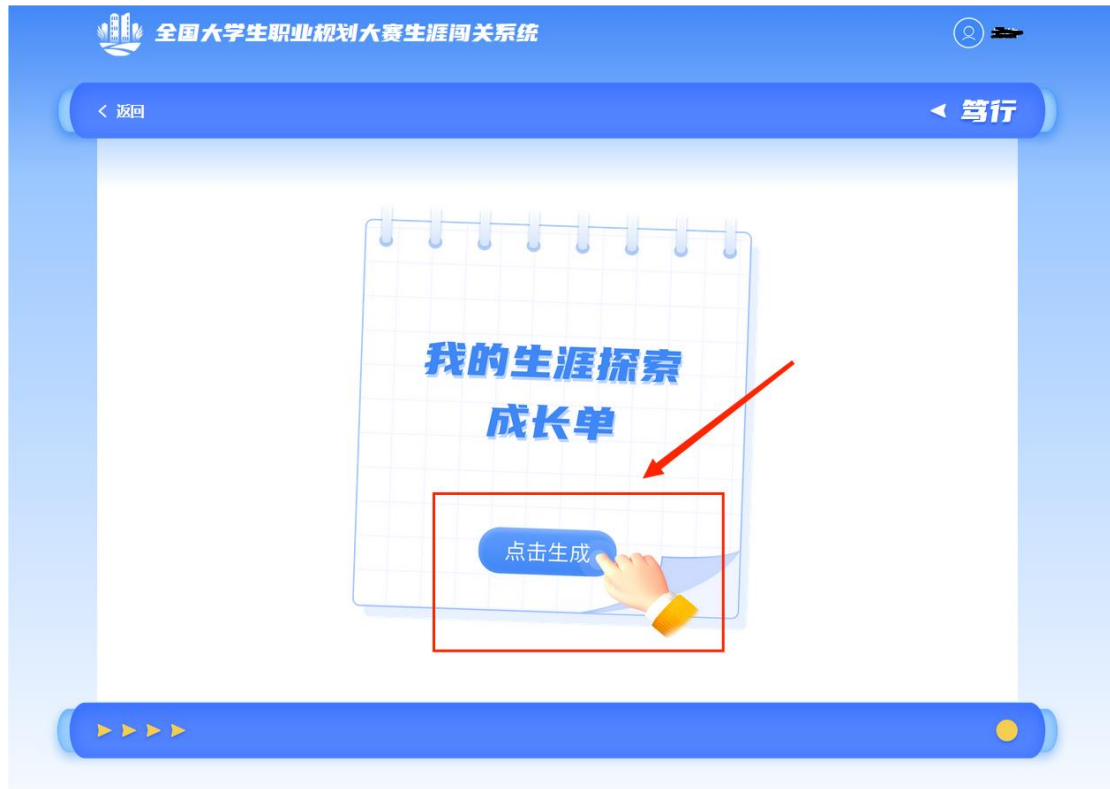 全国大学生职业规划大赛生涯闯关系统
返回
笃行
我的生涯探索
成长单
点击生成